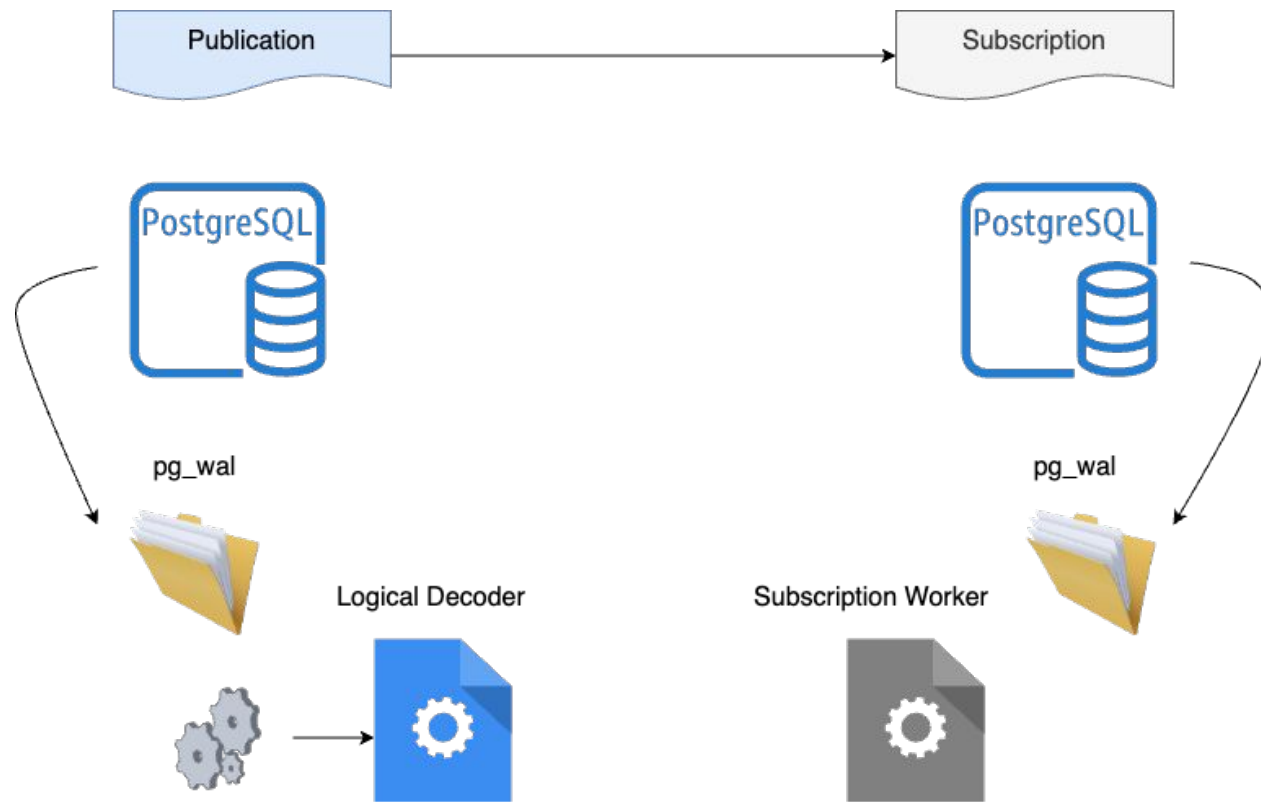 Publication
Subscription
PostgreSQL
PostgreSQL
pg_wal
pg_wal
Logical Decoder
Subscription Worker